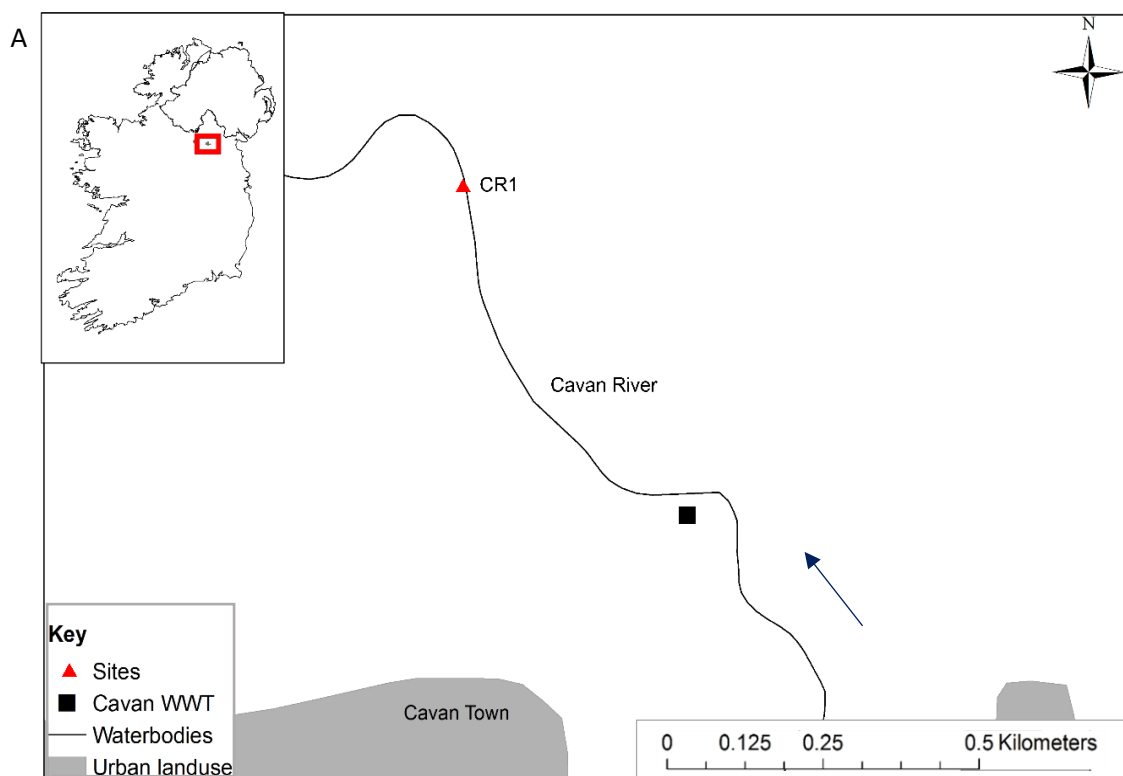 A
N
CR1
Cavan River
Key
Sites
Cavan WWT
Waterbodies
Urban landuse
Cavan Town
0 0.125 0.25 0.5 Kilometers